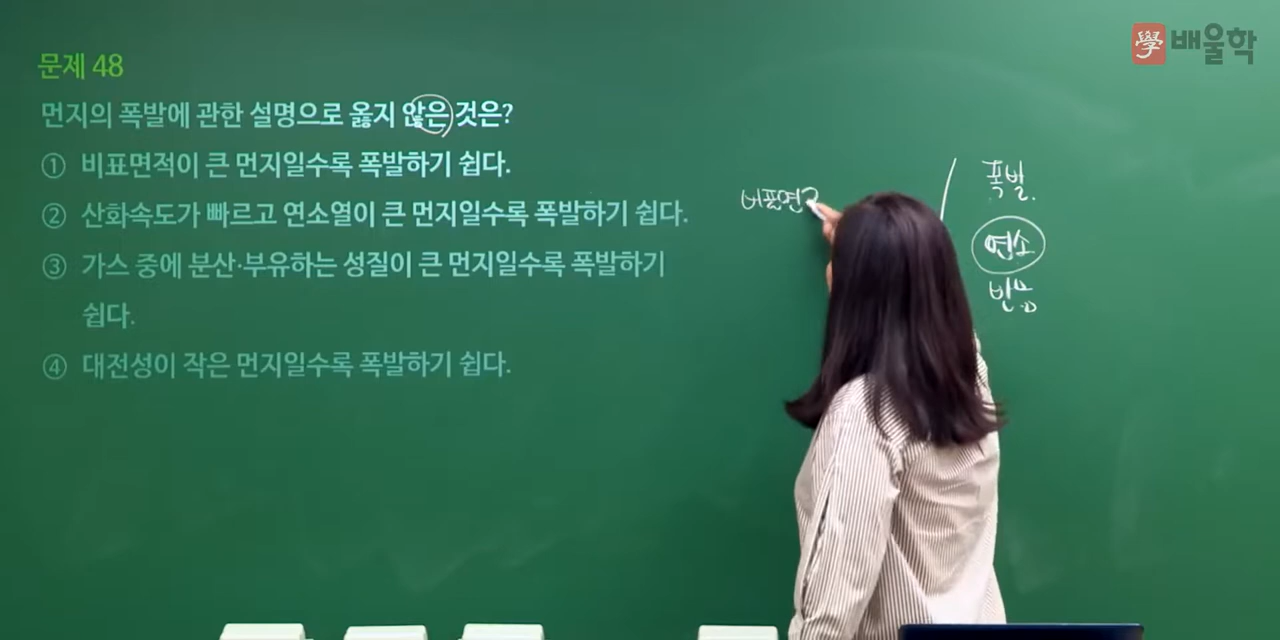 學 배울학
문제 48
먼지의 폭발에 관한 설명으로 옳지 않은 것은?
① 비표면적이 큰 먼지일수록 폭발하기 쉽다.
② 산화속도가 빠르고 연소열이 큰 먼지일수록 폭발하기 쉽다.
③ 가스 중에 분산·부유하는 성질이 큰 먼지일수록 폭발하기
쉽다.
④ 대전성이 작은 먼지일수록 폭발하기 쉽다.
비표면
폭발.
연소
반응